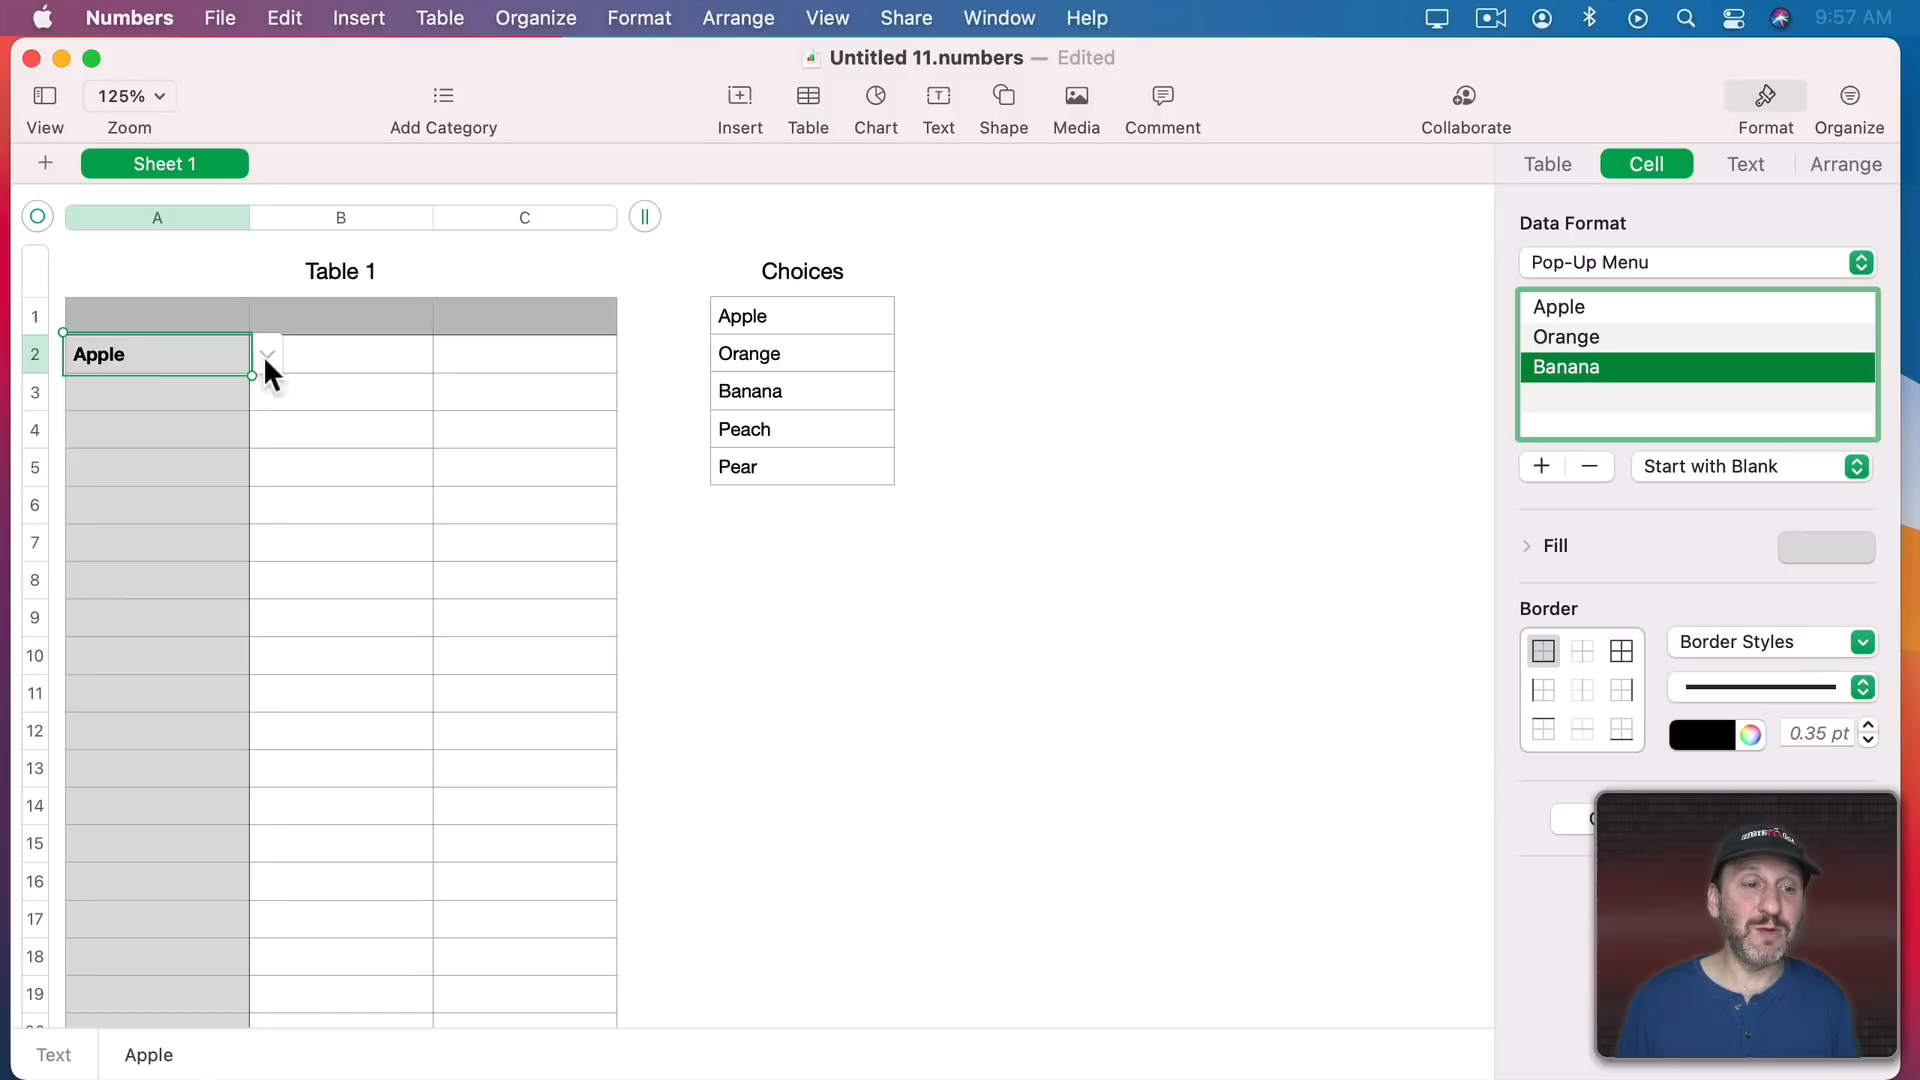 Numbers File Edit Insert Table Organize Format Arrange View Share Window Help 9:57 AM
Untitled 11.numbers — Edited
125%
View Zoom Add Category Insert Table Chart Text Shape Media Comment Collaborate Format Organize
Sheet 1
Table Cell Text Arrange
A B C
Table 1
1
2 Apple
3
4
5
6
7
8
9
10
11
12
13
14
15
16
17
18
19
Choices
Apple
Orange
Banana
Peach
Pear
Data Format
Pop-Up Menu
Apple
Orange
Banana
Start with Blank
Fill
Border
Border Styles
0.35 pt
Text Apple